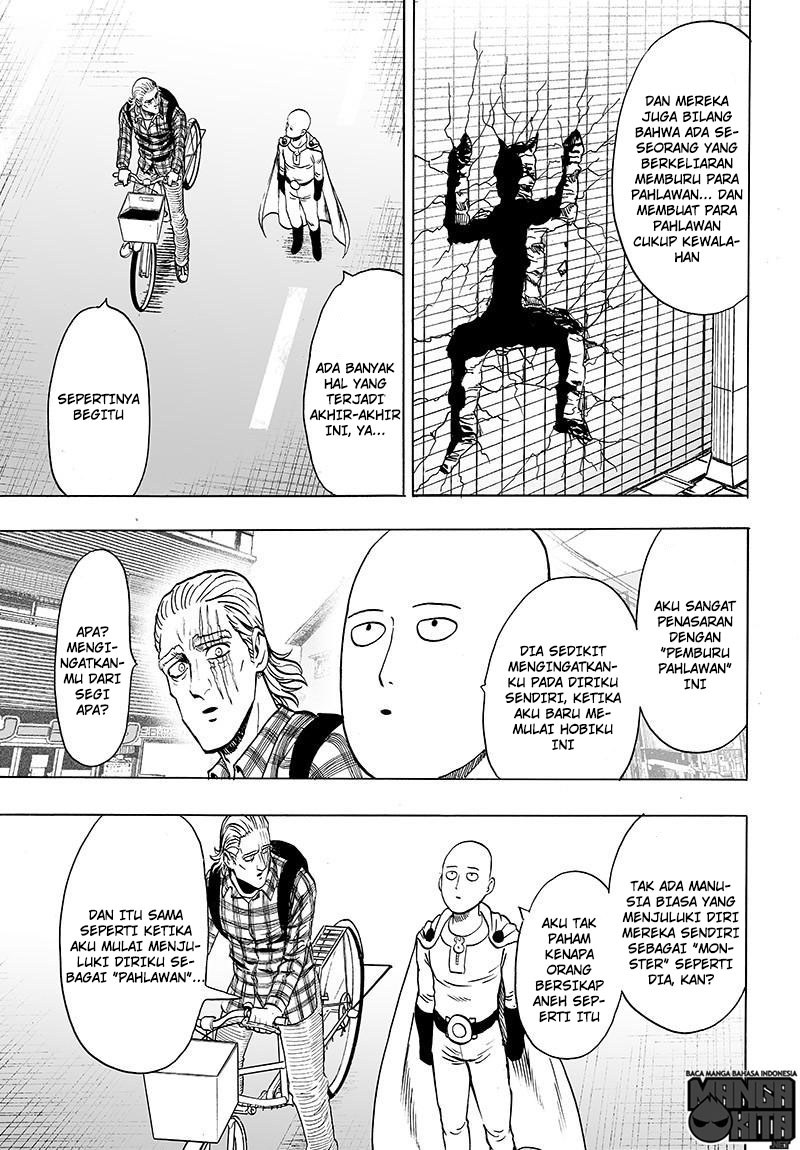 DAN MEREKA
JUGA BILANG
BAHWA ADA SE-
SEORANG YANG
BERKELIARAN
MEMBURU PARA
PAHLAWAN... DAN
MEMBUAT PARA
PAHLAWAN
CUKUP KEWALA-
HAN
ADA BANYAK
HAL YANG
TERJADI
AKHIR-AKHIR
INI, YA...
SEPERTINYA
BEGITU
AKU SANGAT
PENASARAN
DENGAN
"PEMBURU
PAHLAWAN"
INI
DIA SEDIKIT
MENGINGATKAN-
KU PADA DIRIKU
SENDIRI, KETIKA
AKU BARU ME-
MULAI HOBIKU
INI
APA?
MENGI-
NGATKAN-
MU DARI
SEGI
APA?
TAK ADA MANU-
SIA BIASA YANG
MENJULUKI DIRI
MEREKA SENDIRI
SEBAGAI "MON-
STER" SEPERTI
DIA, KAN?
AKU TAK
PAHAM
KENAPA
ORANG
BERSIKAP
ANEH SEP-
ERTI ITU
DAN ITU SAMA
SEPERTI KETIKA
AKU MULAI MENJU-
LUKI DIRIKU SE-
BAGAI "PAHLAWAN"...
BACA MANGA BAHASA INDONESIA
MANGA
KITA
.NET